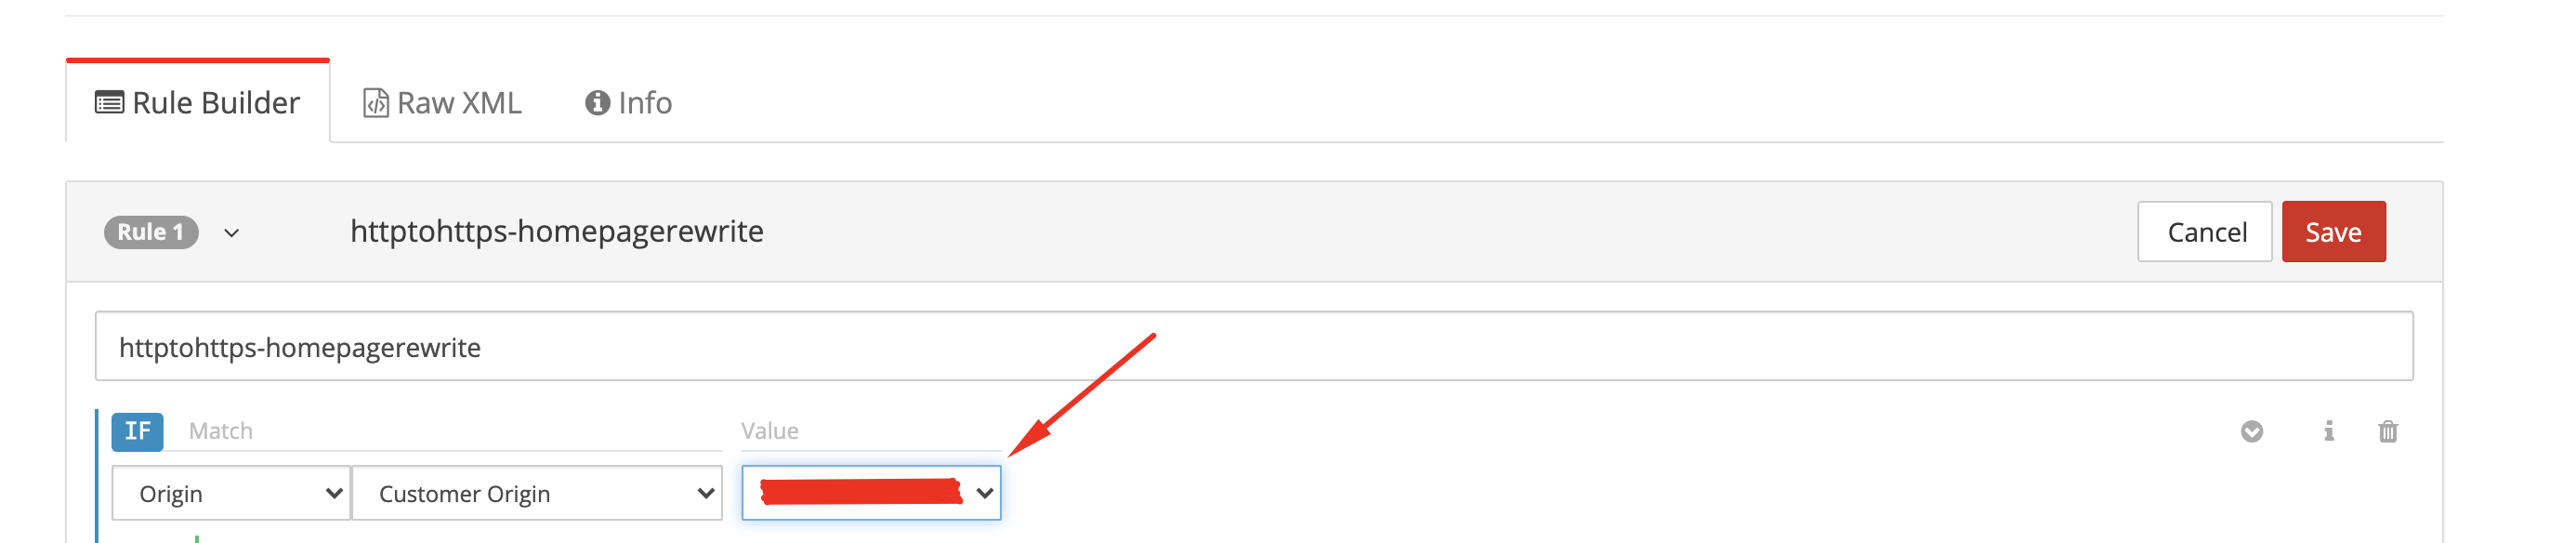 Rule Builder Raw XML Info
Rule 1 httptohttps-homepagerewrite Cancel Save
httptohttps-homepagerewrite
IF Match Value
Origin Customer Origin